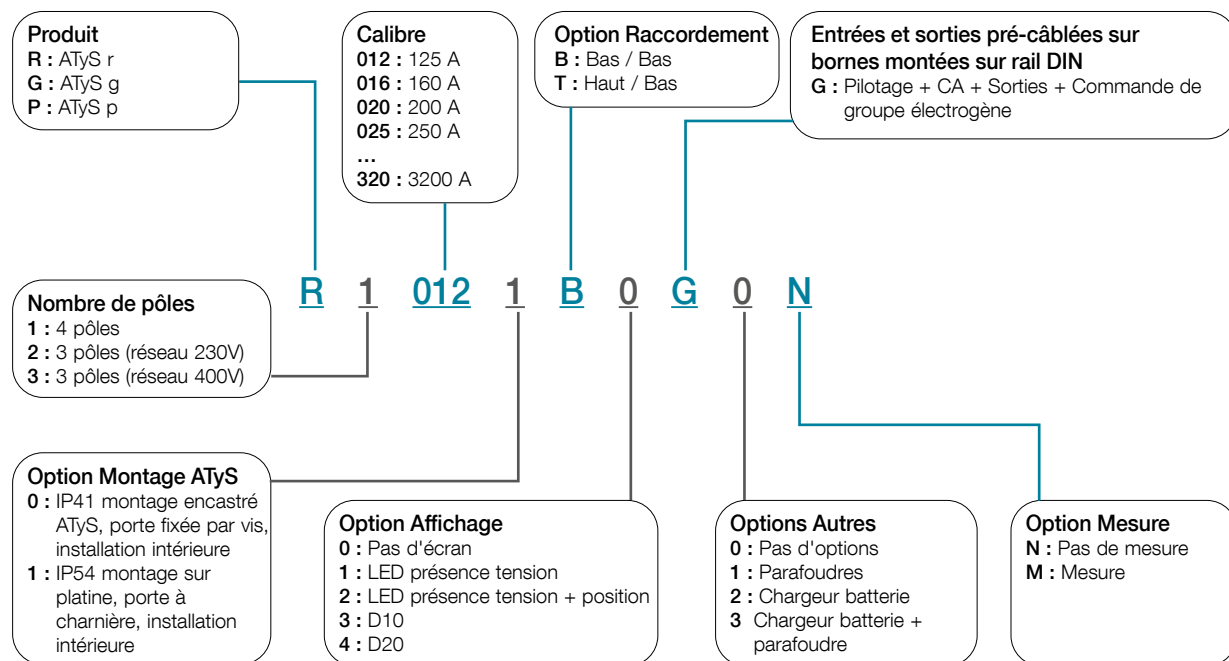 Produit
R : ATyS r
G : ATyS g
P : ATyS p
Calibre
012 : 125 A
016 : 160 A
020 : 200 A
025 : 250 A
...
320 : 3200 A
Option Raccordement
B : Bas / Bas
T : Haut / Bas
Entrées et sorties pré-câblées sur
bornes montées sur rail DIN
G : Pilotage + CA + Sorties + Commande de
groupe électrogène
R 1 012 1 B 0 G 0 N
Nombre de pôles
1 : 4 pôles
2 : 3 pôles (réseau 230V)
3 : 3 pôles (réseau 400V)
Option Montage ATyS
0 : IP41 montage encastré
ATyS, porte fixée par vis,
installation intérieure
1 : IP54 montage sur
platine, porte à
charnière, installation
intérieure
Option Affichage
0 : Pas d'écran
1 : LED présence tension
2 : LED présence tension + position
3 : D10
4 : D20
Options Autres
0 : Pas d'options
1 : Parafoudres
2 : Chargeur batterie
3 Chargeur batterie +
parafoudre
Option Mesure
N : Pas de mesure
M : Mesure